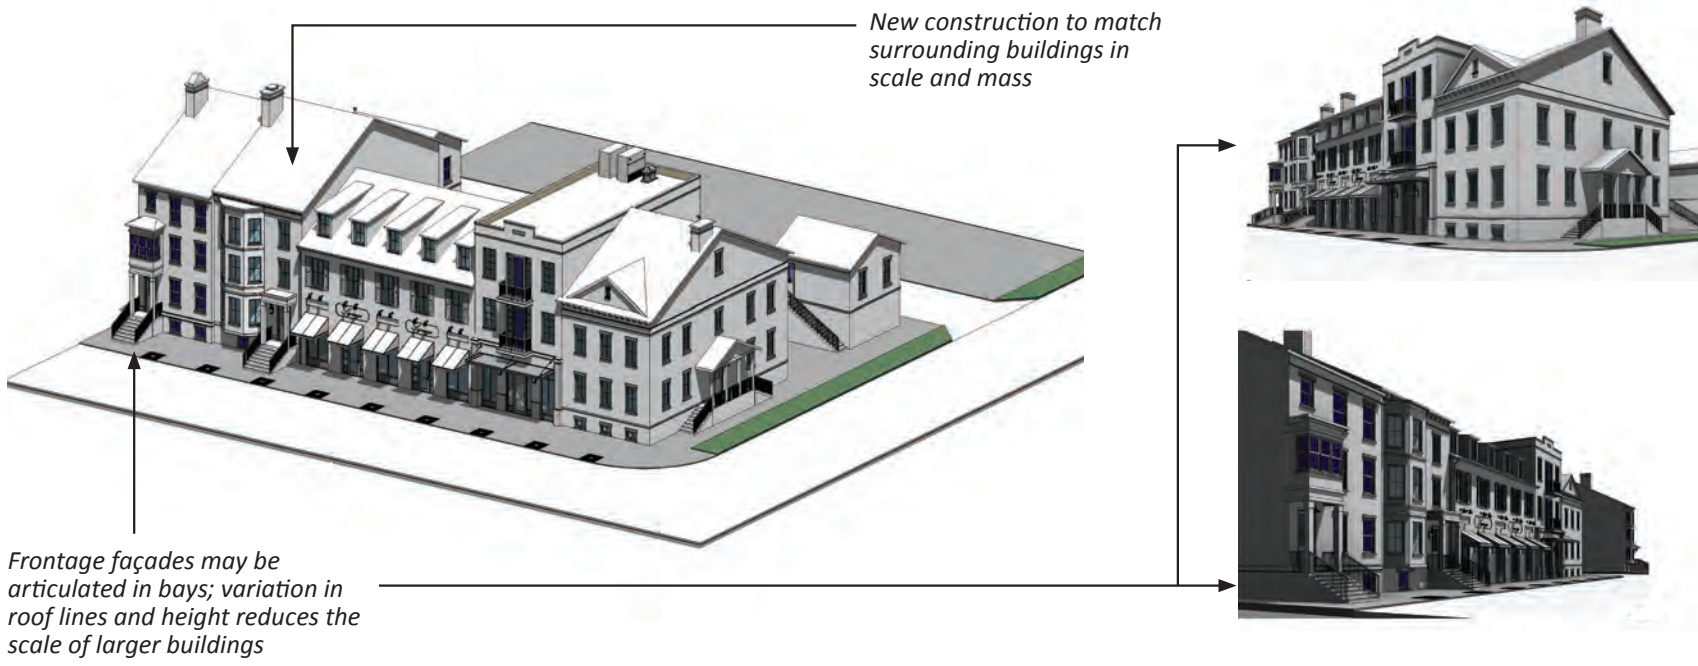 New construction to match
surrounding buildings in
scale and mass
Frontage façades may be
articulated in bays; variation in
roof lines and height reduces the
scale of larger buildings